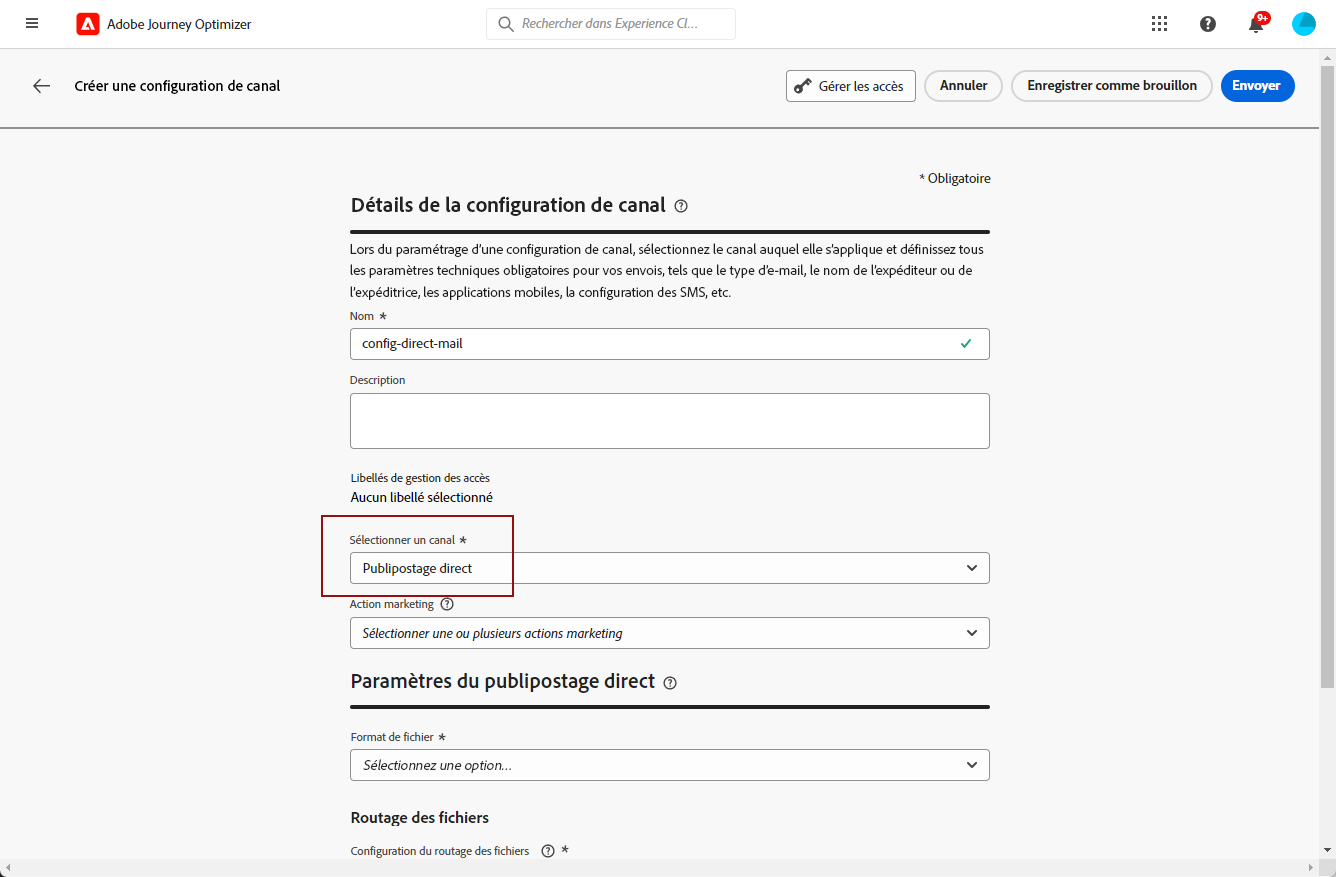 Adobe Journey Optimizer
Rechercher dans Experience Cl...
9+
Créer une configuration de canal
Gérer les accès
Annuler
Enregistrer comme brouillon
Envoyer
* Obligatoire
Détails de la configuration de canal
Lors du paramétrage d'une configuration de canal, sélectionnez le canal auquel elle s'applique et définissez tous
les paramètres techniques obligatoires pour vos envois, tels que le type d'e-mail, le nom de l'expéditeur ou de
l'expéditrice, les applications mobiles, la configuration des SMS, etc.
Nom *
config-direct-mail
Description
Libellés de gestion des accès
Aucun libellé sélectionné
Sélectionner un canal *
Publipostage direct
Action marketing
Sélectionner une ou plusieurs actions marketing
Paramètres du publipostage direct
Format de fichier *
Sélectionnez une option...
Routage des fichiers
Configuration du routage des fichiers *